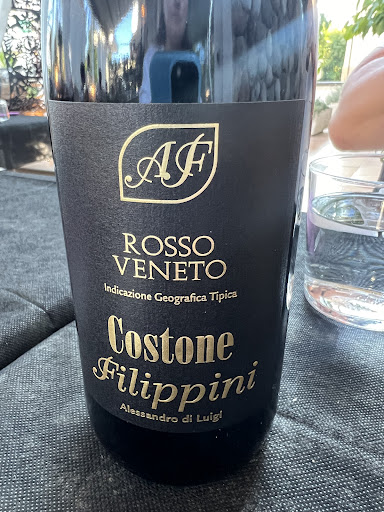 AF
ROSSO
VENETO
Indicazione Geografica Tipica
Costone
Filippini
Alessandro di Luigi